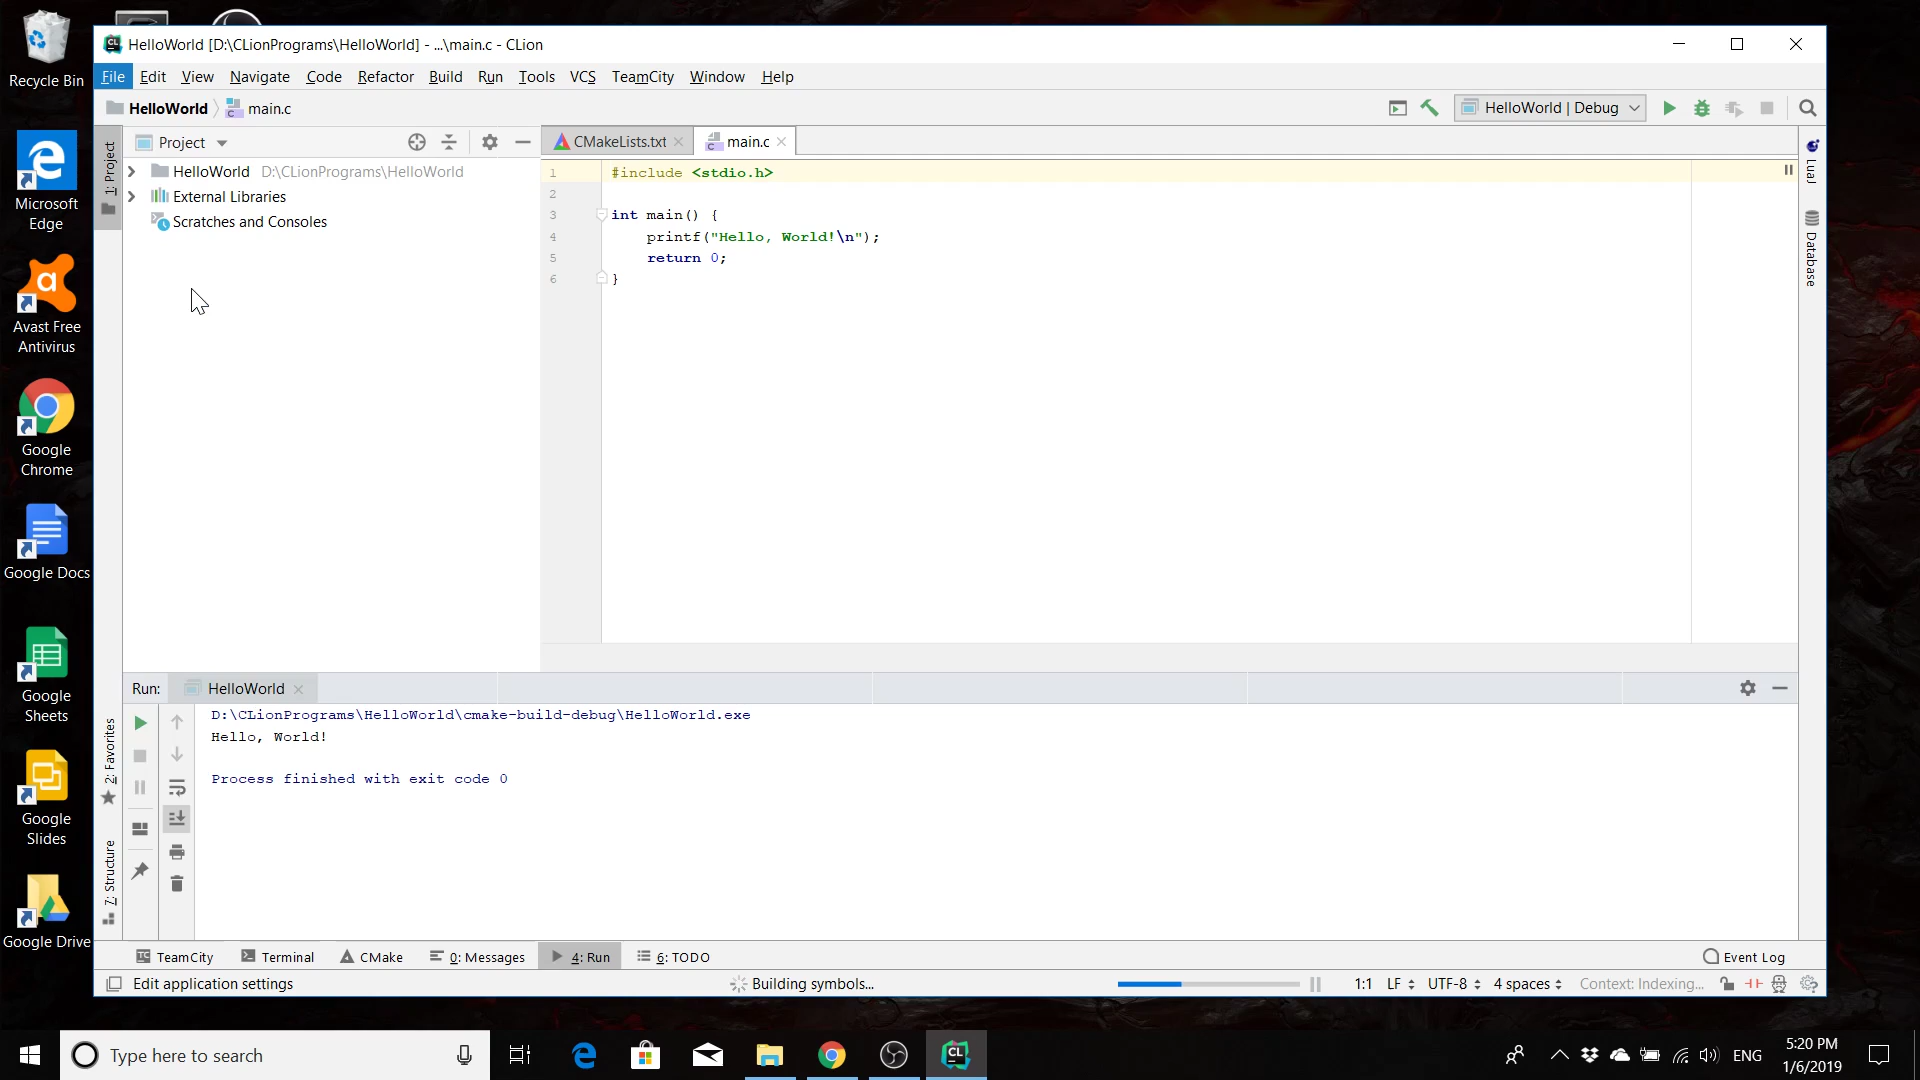 Recycle Bin
Microsoft
Edge
Avast Free
Antivirus
Google
Chrome
Google Docs
Google
Sheets
Google
Slides
Google Drive
HelloWorld [D:\CLionPrograms\HelloWorld] - ...\main.c - CLion
File Edit View Navigate Code Refactor Build Run Tools VCS TeamCity Window Help
HelloWorld main.c
HelloWorld | Debug
1: Project
Project
HelloWorld D:\CLionPrograms\HelloWorld
External Libraries
Scratches and Consoles
CMakeLists.txt main.c
1 #include <stdio.h>
2
3 int main() {
4 printf("Hello, World!\n");
5 return 0;
6 }
LuaJ
Database
Run: HelloWorld
D:\CLionPrograms\HelloWorld\cmake-build-debug\HelloWorld.exe
Hello, World!
Process finished with exit code 0
2: Favorites
7: Structure
TeamCity Terminal CMake 0: Messages 4: Run 6: TODO Event Log
Edit application settings Building symbols... 1:1 LF UTF-8 4 spaces Context: Indexing...
Type here to search
ENG
5:20 PM
1/6/2019